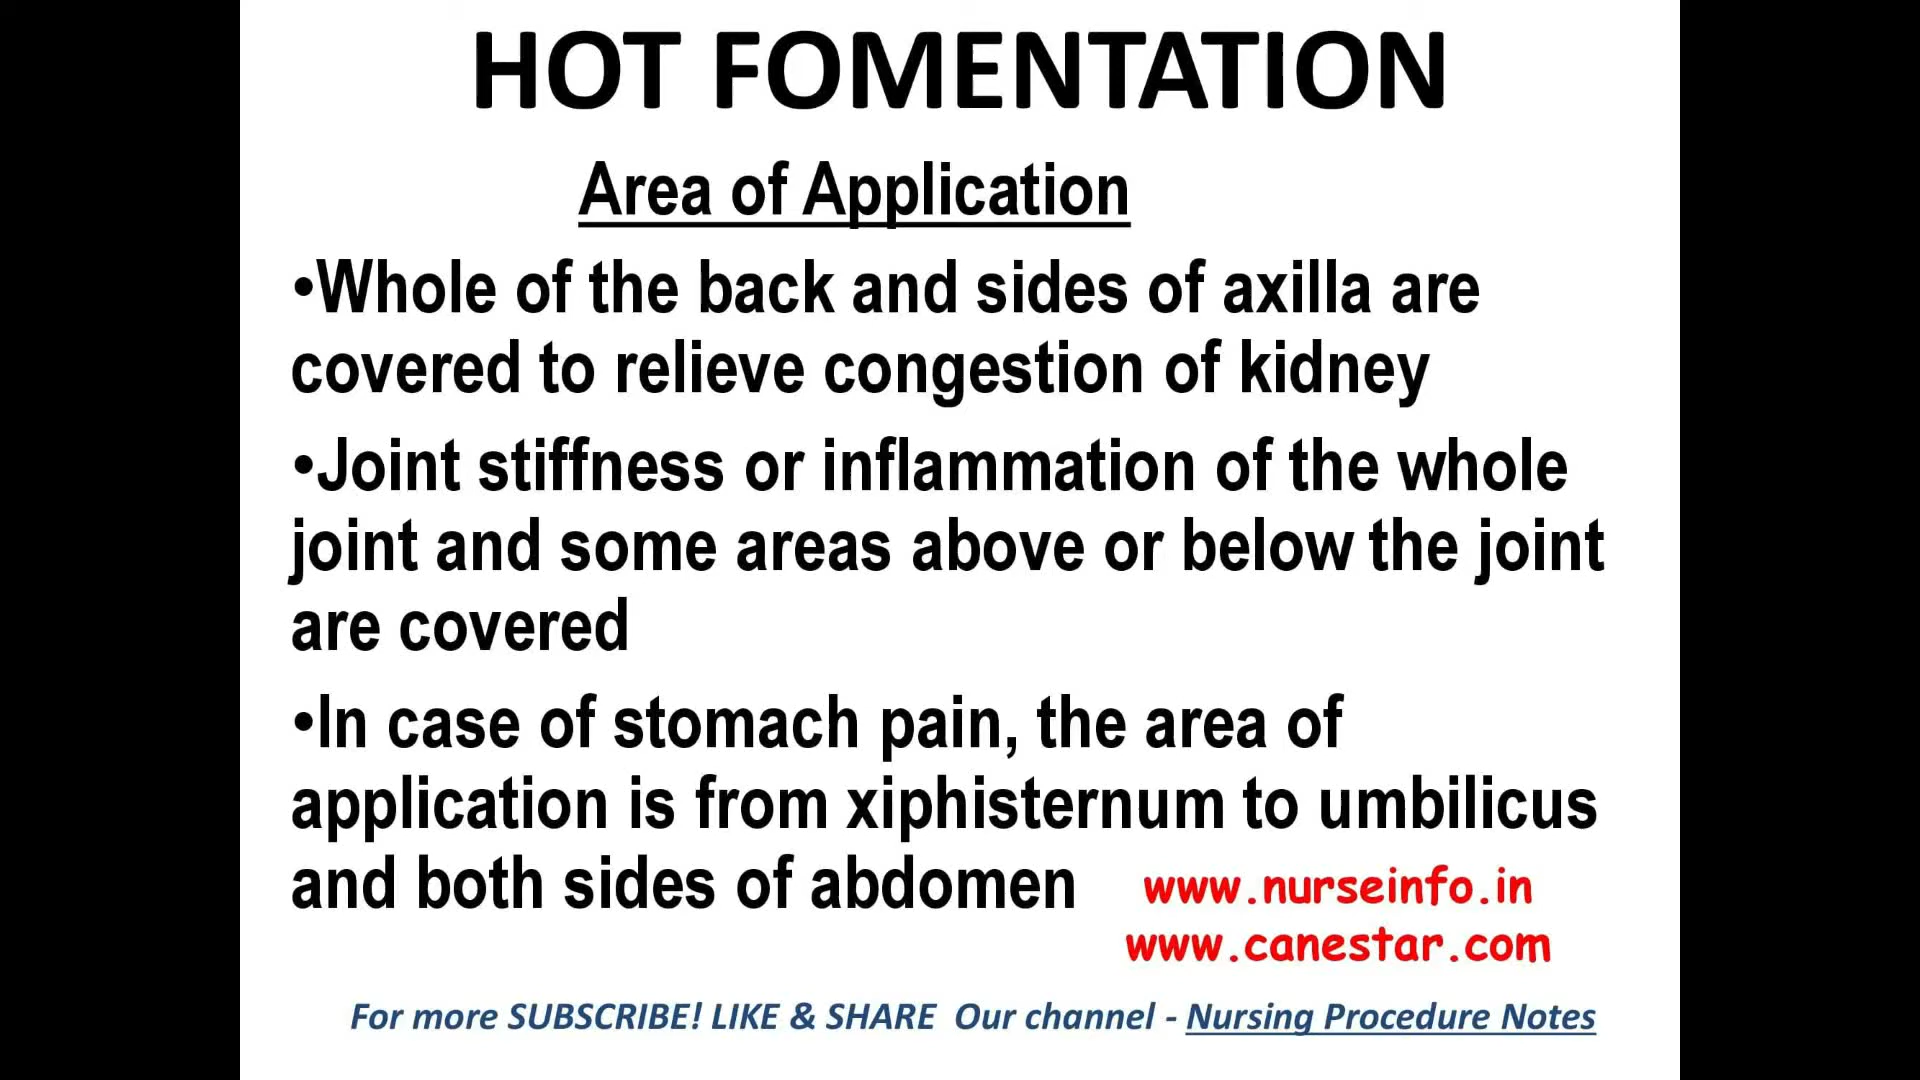 HOT FOMENTATION
Area of Application
•Whole of the back and sides of axilla are
covered to relieve congestion of kidney
•Joint stiffness or inflammation of the whole
joint and some areas above or below the joint
are covered
•In case of stomach pain, the area of
application is from xiphisternum to umbilicus
and both sides of abdomen
www.nurseinfo.in
www.canestar.com
For more SUBSCRIBE! LIKE & SHARE Our channel - Nursing Procedure Notes